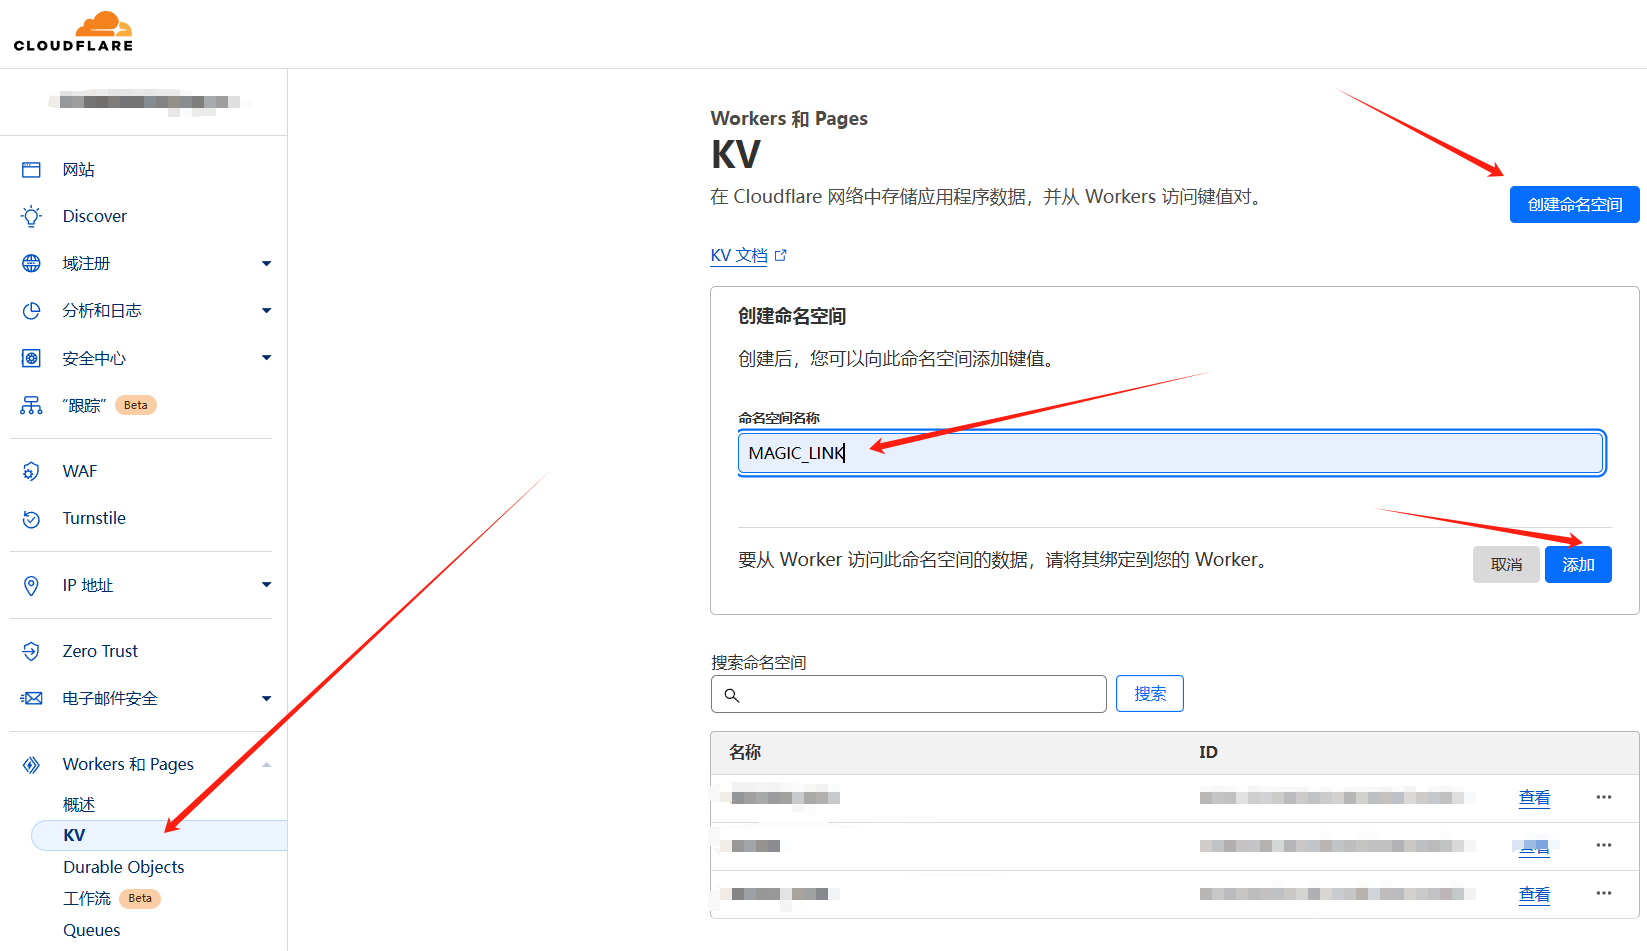 CLOUDFLARE
网站
Discover
域注册
分析和日志
安全中心
“跟踪” Beta
WAF
Turnstile
IP 地址
Zero Trust
电子邮件安全
Workers 和 Pages
概述
KV
Durable Objects
工作流 Beta
Queues
Workers 和 Pages
KV
在 Cloudflare 网络中存储应用程序数据，并从 Workers 访问键值对。
创建命名空间
KV 文档
创建命名空间
创建后，您可以向此命名空间添加键值。
命名空间名称
MAGIC_LINK
要从 Worker 访问此命名空间的数据，请将其绑定到您的 Worker。
取消 添加
搜索命名空间
搜索
名称 ID
查看
查看
查看